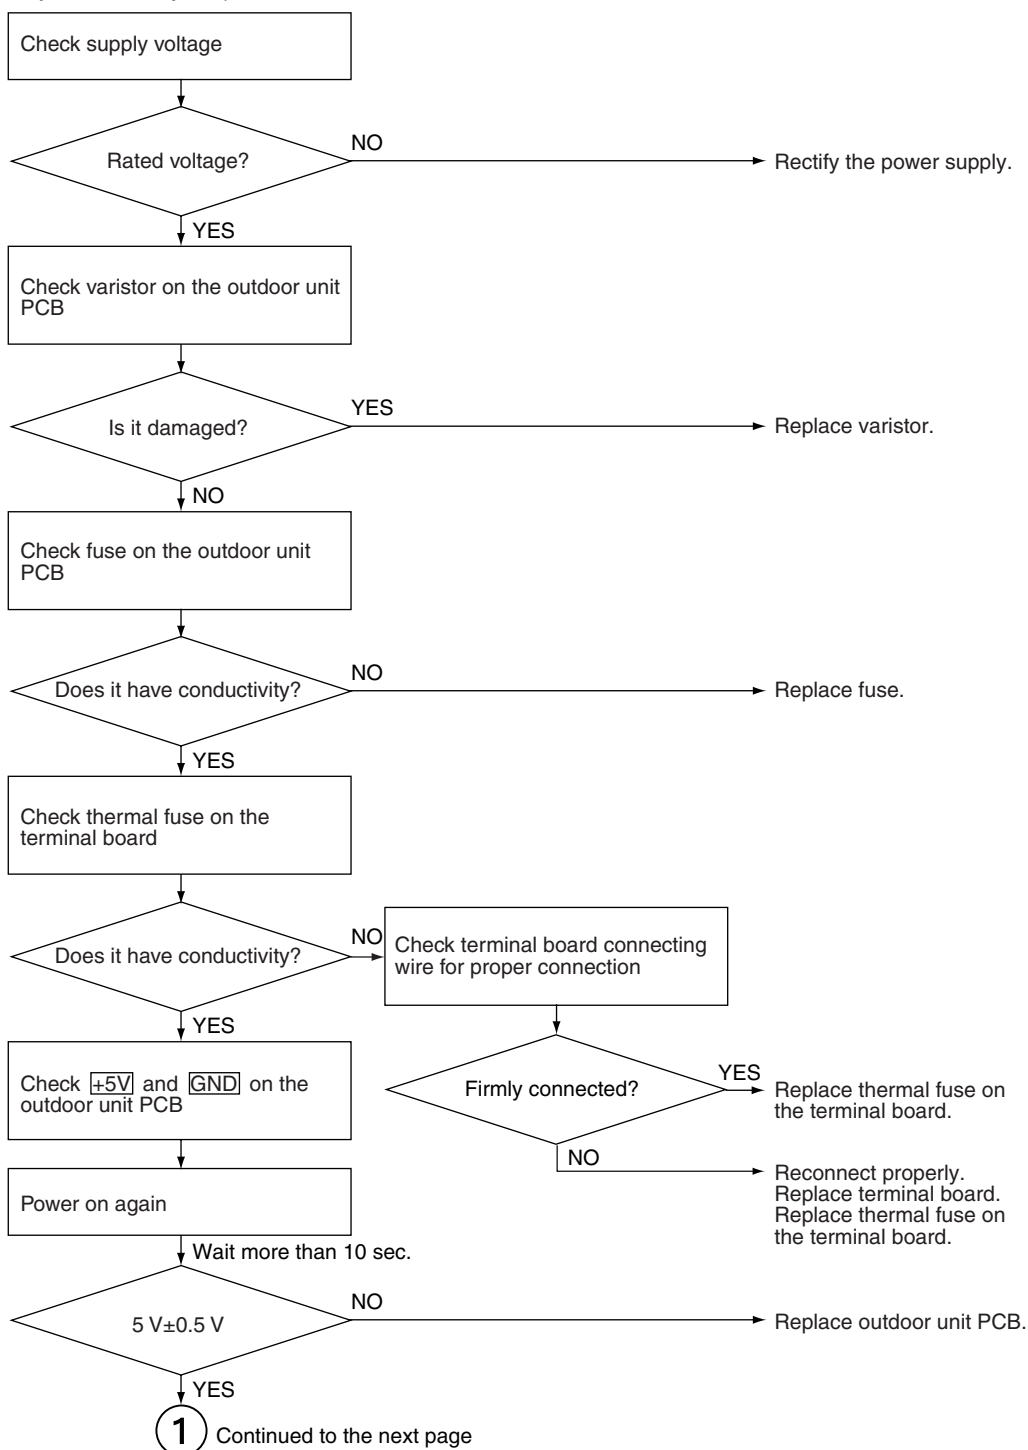 Check supply voltage
Rated voltage?
NO
Rectify the power supply.
YES
Check varistor on the outdoor unit
PCB
Is it damaged?
YES
Replace varistor.
NO
Check fuse on the outdoor unit
PCB
Does it have conductivity?
NO
Replace fuse.
YES
Check thermal fuse on the
terminal board
Does it have conductivity?
NO
Check terminal board connecting
wire for proper connection
YES
Firmly connected?
YES
Replace thermal fuse on
the terminal board.
NO
Reconnect properly.
Replace terminal board.
Replace thermal fuse on
the terminal board.
Check +5V and GND on the
outdoor unit PCB
Power on again
Wait more than 10 sec.
5 V±0.5 V
NO
Replace outdoor unit PCB.
YES
1 Continued to the next page